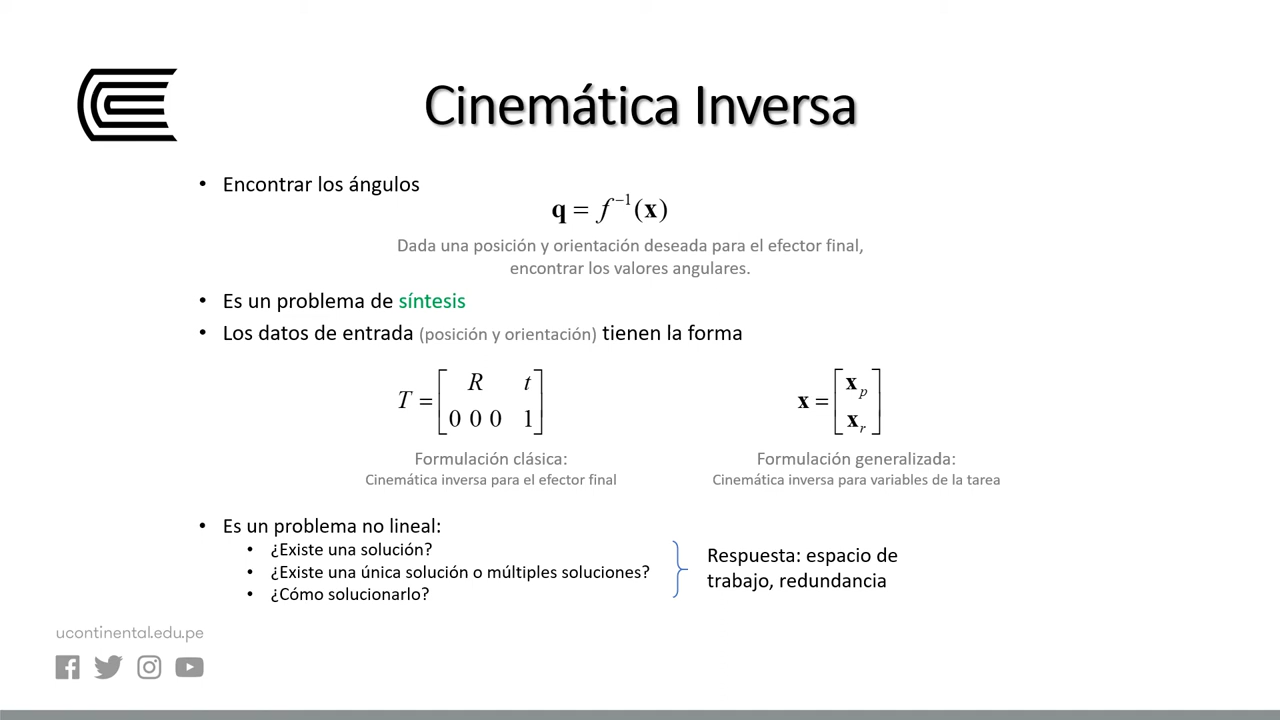 Cinemática Inversa
• Encontrar los ángulos
q = f⁻¹(x)
Dada una posición y orientación deseada para el efector final,
encontrar los valores angulares.
• Es un problema de síntesis
• Los datos de entrada (posición y orientación) tienen la forma
T = [R t
0 0 0 1]
x = [xₚ
xᵣ]
Formulación clásica:
Cinemática inversa para el efector final
Formulación generalizada:
Cinemática inversa para variables de la tarea
• Es un problema no lineal:
• ¿Existe una solución?
• ¿Existe una única solución o múltiples soluciones?
• ¿Cómo solucionarlo?
Respuesta: espacio de
trabajo, redundancia
ucontinental.edu.pe